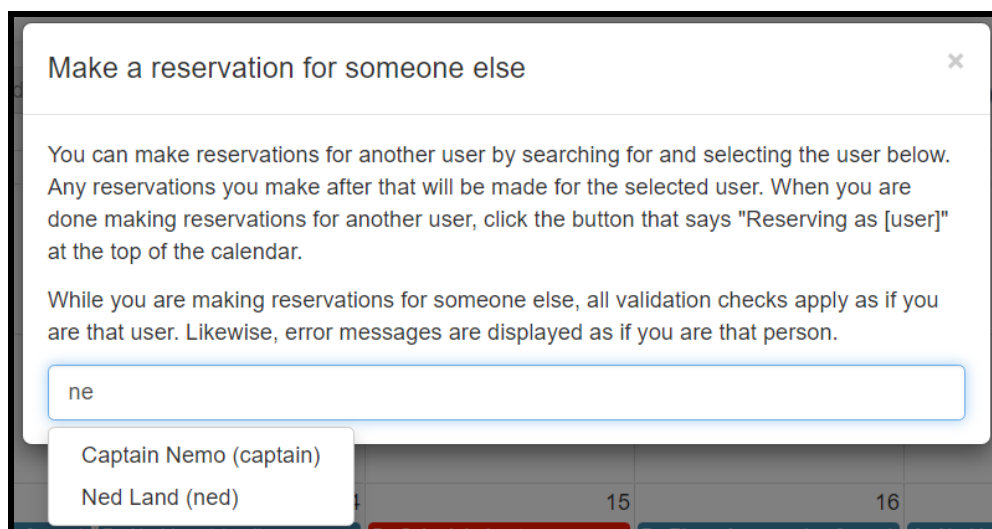 Make a reservation for someone else
×
You can make reservations for another user by searching for and selecting the user below.
Any reservations you make after that will be made for the selected user. When you are
done making reservations for another user, click the button that says "Reserving as [user]"
at the top of the calendar.
While you are making reservations for someone else, all validation checks apply as if you
are that user. Likewise, error messages are displayed as if you are that person.
ne
Captain Nemo (captain)
Ned Land (ned)
15
16